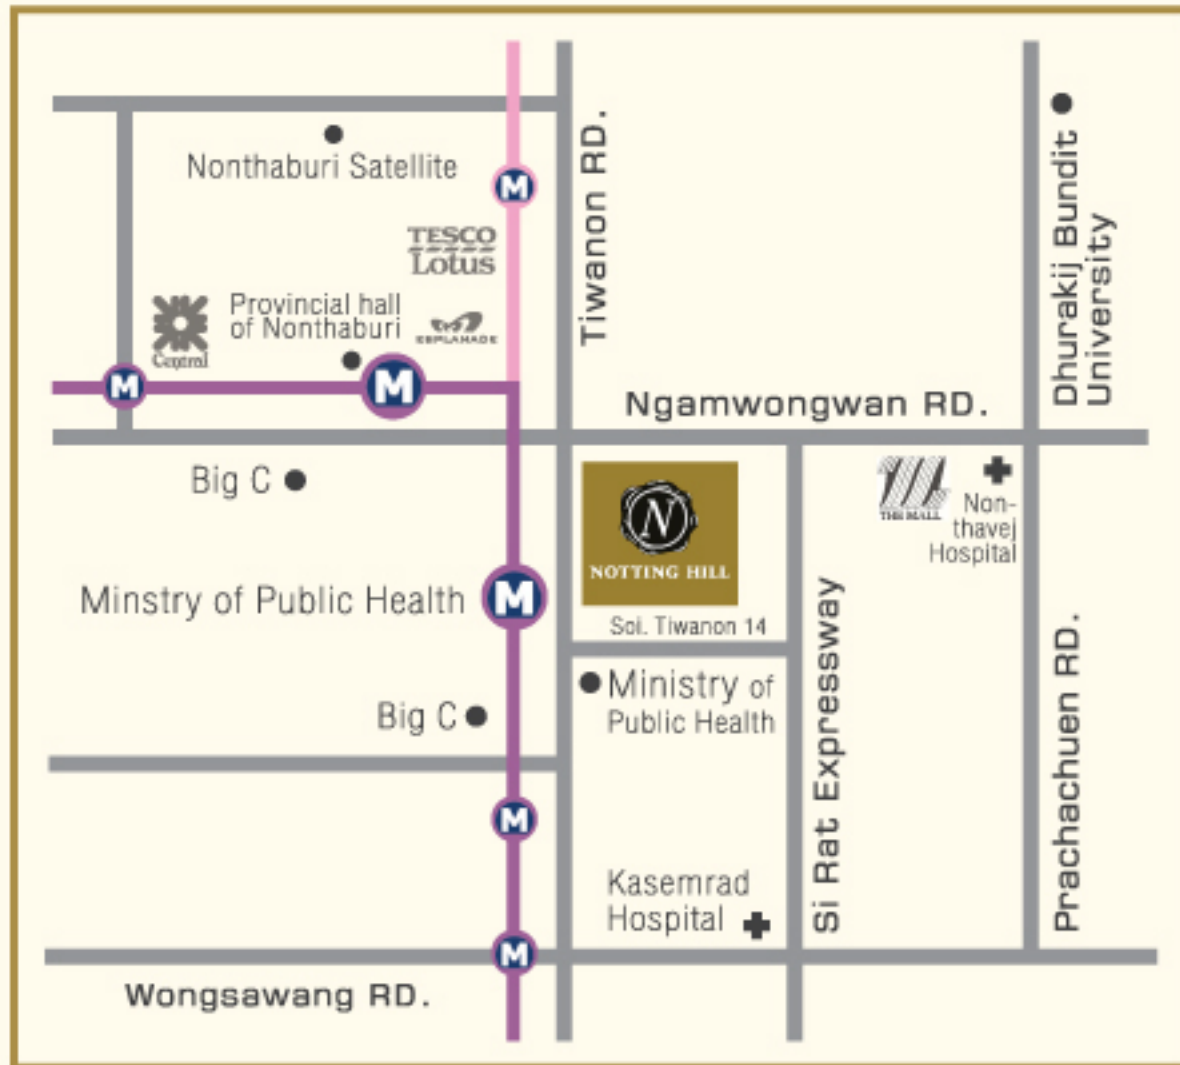 Nonthaburi Satellite
M
TESCO
Lotus
Tiwanon RD.
Dhurakij Bundit
University
Central
Provincial hall
of Nonthaburi
ESPLANADE
M
M
Ngamwongwan RD.
Big C
N
NOTTING HILL
THE MALL
Non-
thavej
Hospital
Minstry of Public Health
M
Soi. Tiwanon 14
Ministry of
Public Health
Big C
Si Rat Expressway
Prachachuen RD.
M
Kasemrad
Hospital
M
Wongsawang RD.